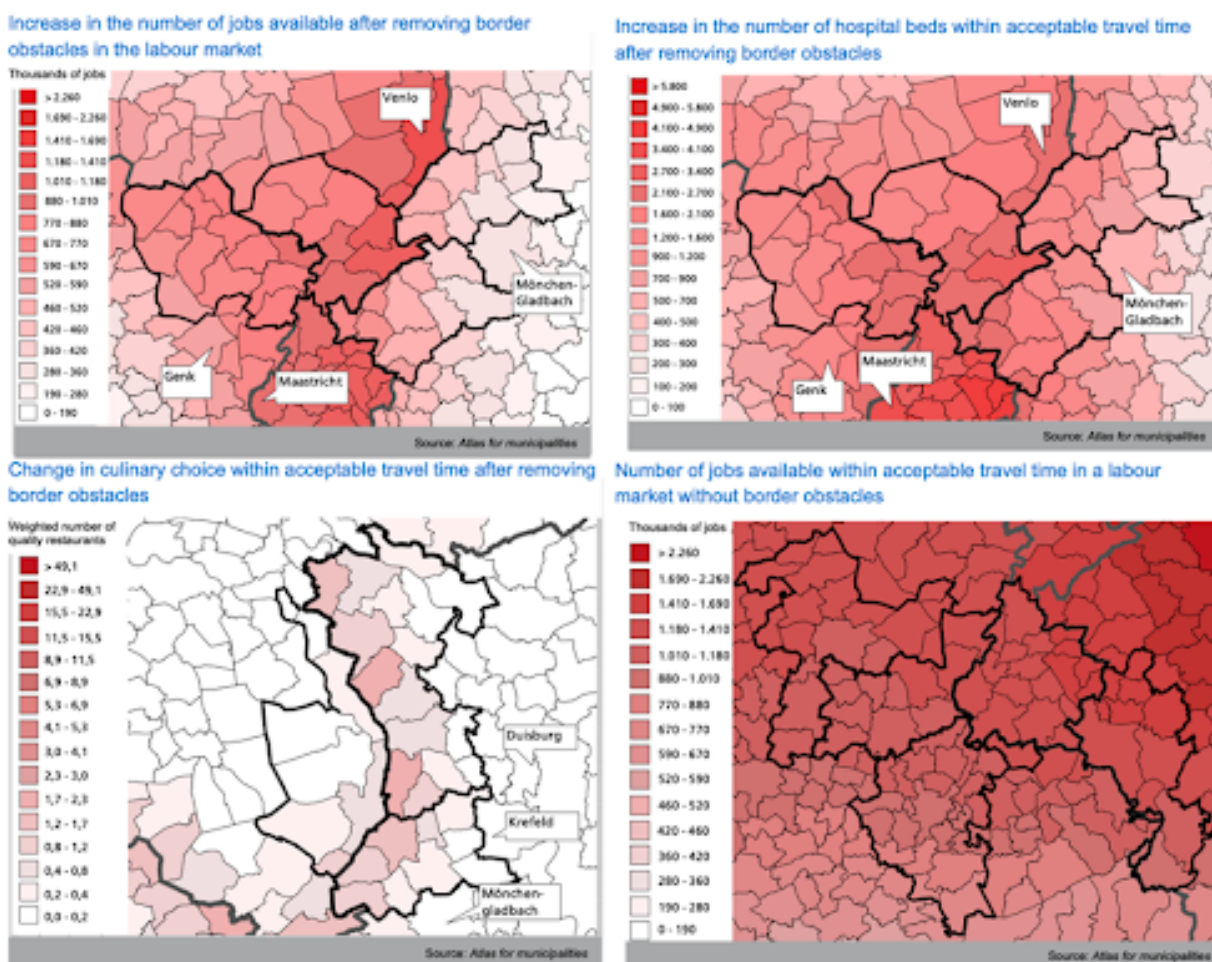 Increase in the number of jobs available after removing border
obstacles in the labour market
Thousands of jobs
> 2.260
1.690 - 2.260
1.410 - 1.690
1.180 - 1.410
1.010 - 1.180
880 - 1.010
770 - 880
670 - 770
590 - 670
520 - 590
460 - 520
420 - 460
360 - 420
280 - 360
190 - 280
0 - 190
Venlo
Mönchen-
Gladbach
Genk
Maastricht
Source: Atlas for municipalities
Increase in the number of hospital beds within acceptable travel time
after removing border obstacles
> 5.800
4.900 - 5.800
4.100 - 4.900
3.600 - 4.100
2.700 - 3.400
2.100 - 2.700
1.600 - 2.100
1.200 - 1.600
900 - 1.200
700 - 900
500 - 700
400 - 500
300 - 400
200 - 300
100 - 200
0 - 100
Venlo
Mönchen-
Gladbach
Maastricht
Genk
Source: Atlas for municipalities
Change in culinary choice within acceptable travel time after removing
border obstacles
Weighted number of
quality restaurants
> 49,1
22,9 - 49,1
15,5 - 22,9
11,5 - 15,5
8,9 - 11,5
6,9 - 8,9
5,3 - 6,9
4,1 - 5,3
3,0 - 4,1
2,3 - 3,0
1,7 - 2,3
1,2 - 1,7
0,8 - 1,2
0,4 - 0,8
0,2 - 0,4
0,0 - 0,2
Duisburg
Krefeld
Mönchen-
gladbach
Source: Atlas for municipalities
Number of jobs available within acceptable travel time in a labour
market without border obstacles
Thousands of jobs
> 2.260
1.690 - 2.260
1.410 - 1.690
1.180 - 1.410
1.010 - 1.180
880 - 1.010
770 - 880
670 - 770
590 - 670
520 - 590
460 - 520
420 - 460
360 - 420
280 - 360
190 - 280
0 - 190
Source: Atlas for municipalities